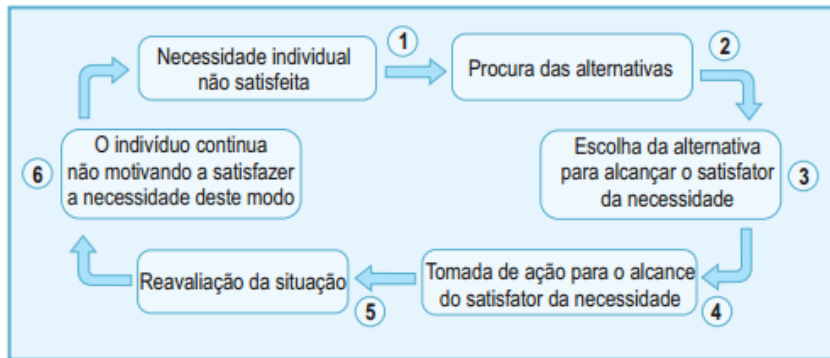 Necessidade individual
não satisfeita
1
Procura das alternativas
2
Escolha da alternativa
para alcançar o satisfator
da necessidade
3
Tomada de ação para o alcance
do satisfator da necessidade
4
Reavaliação da situação
5
O indivíduo continua
não motivando a satisfazer
a necessidade deste modo
6